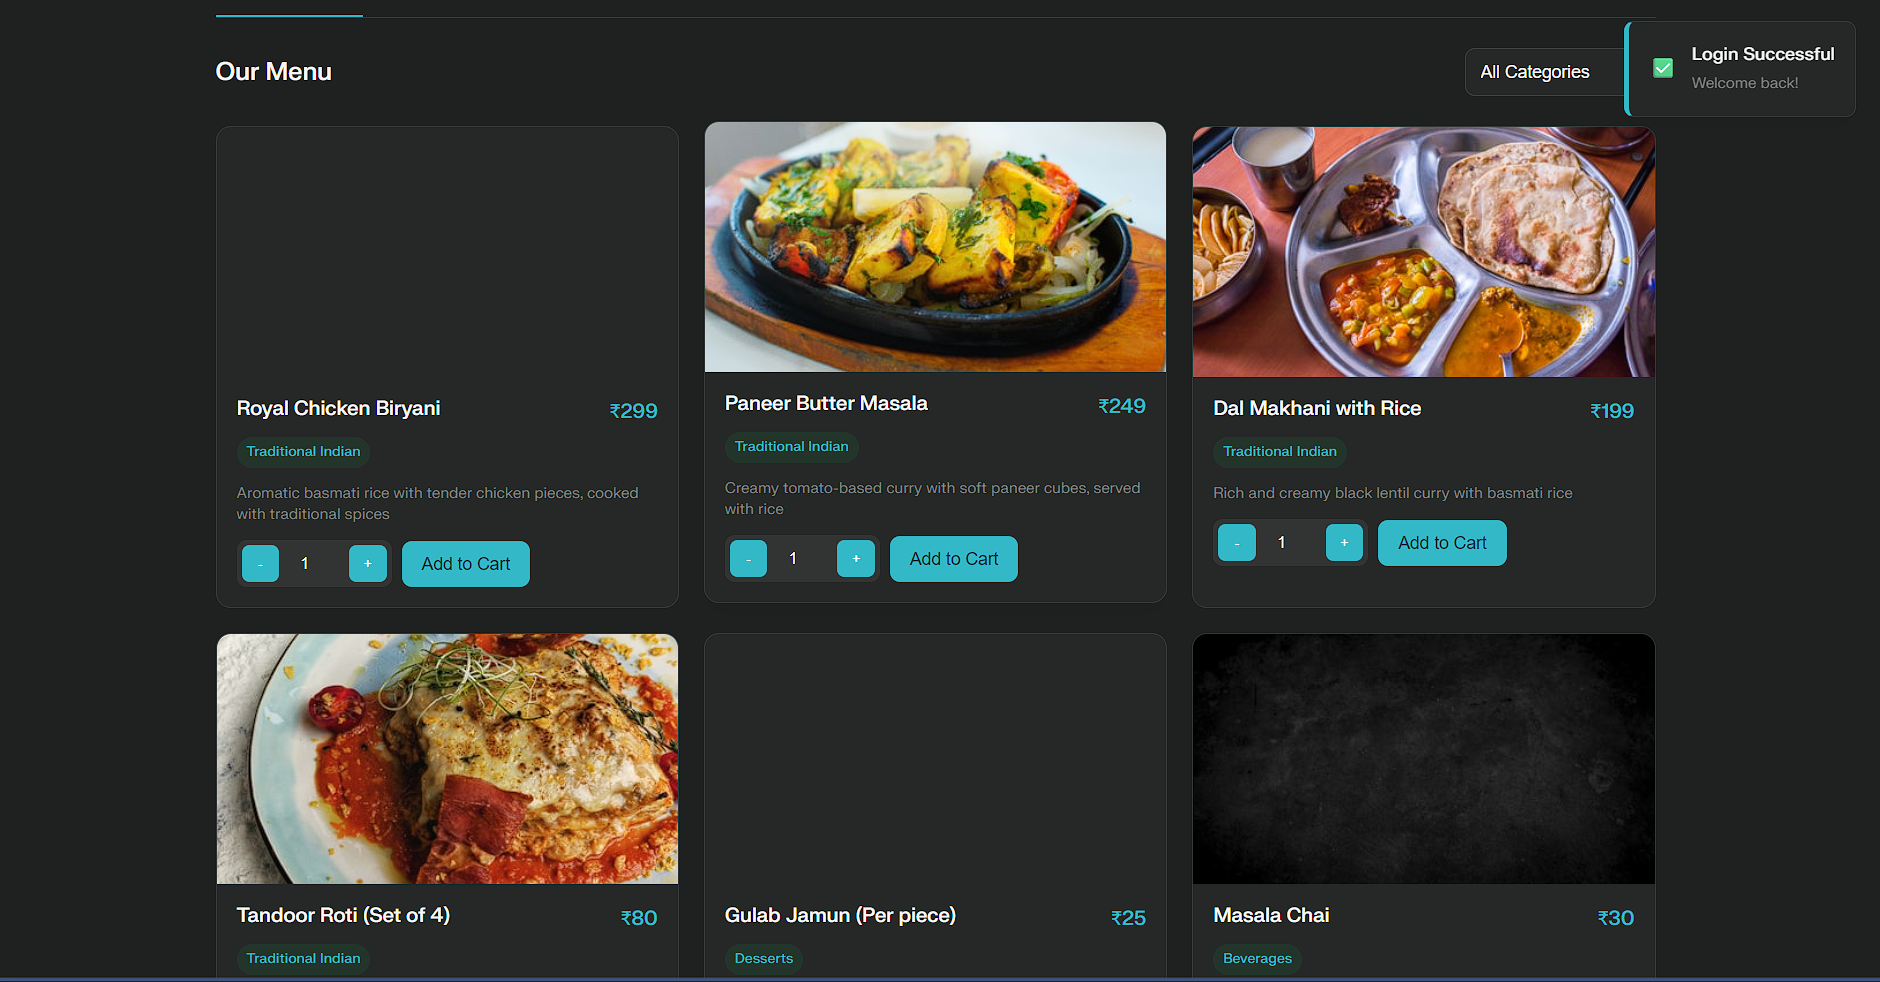 Our Menu
All Categories
Login Successful
Welcome back!
Royal Chicken Biryani
₹299
Traditional Indian
Aromatic basmati rice with tender chicken pieces, cooked
with traditional spices
-
1
+
Add to Cart
Paneer Butter Masala
₹249
Traditional Indian
Creamy tomato-based curry with soft paneer cubes, served
with rice
-
1
+
Add to Cart
Dal Makhani with Rice
₹199
Traditional Indian
Rich and creamy black lentil curry with basmati rice
-
1
+
Add to Cart
Tandoor Roti (Set of 4)
₹80
Traditional Indian
Gulab Jamun (Per piece)
₹25
Desserts
Masala Chai
₹30
Beverages